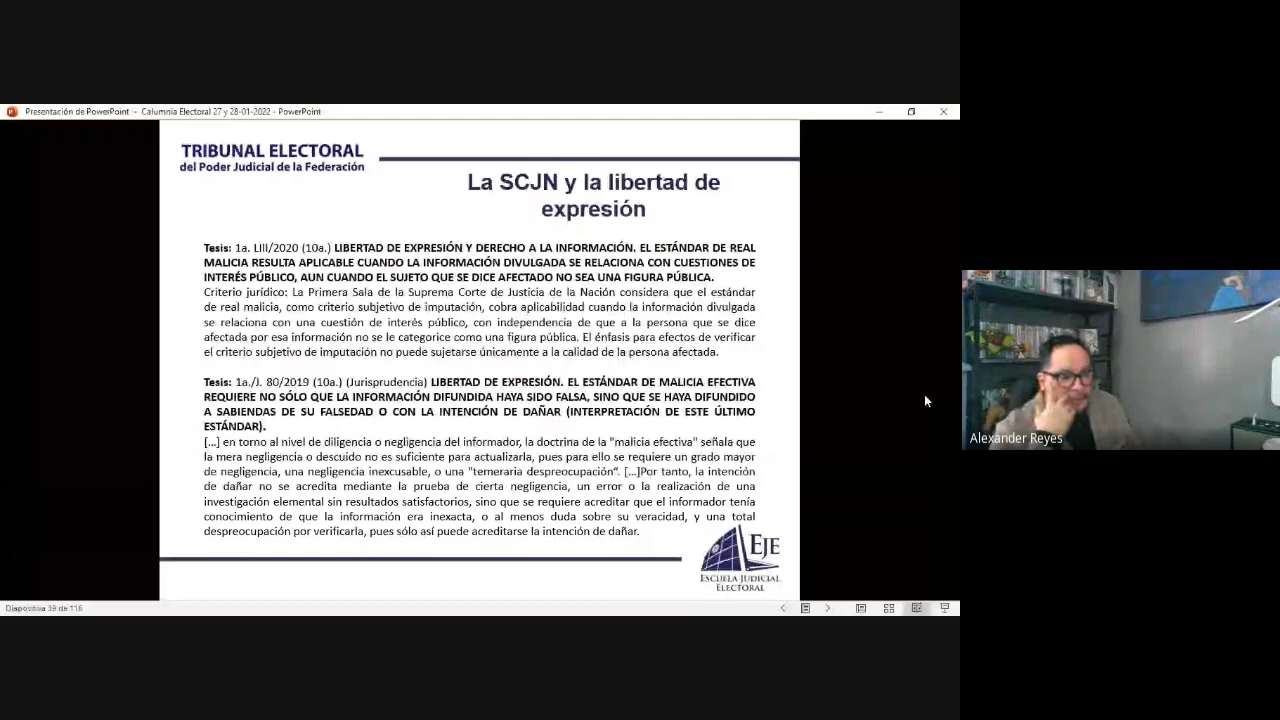 Presentación de PowerPoint - Calumnia Electoral 27 y 28-01-2022 - PowerPoint
TRIBUNAL ELECTORAL
del Poder Judicial de la Federación
La SCJN y la libertad de
expresión
Tesis: 1a. LIII/2020 (10a.) LIBERTAD DE EXPRESIÓN Y DERECHO A LA INFORMACIÓN. EL ESTÁNDAR DE REAL
MALICIA RESULTA APLICABLE CUANDO LA INFORMACIÓN DIVULGADA SE RELACIONA CON CUESTIONES DE
INTERÉS PÚBLICO, AUN CUANDO EL SUJETO QUE SE DICE AFECTADO NO SEA UNA FIGURA PÚBLICA.
Criterio jurídico: La Primera Sala de la Suprema Corte de Justicia de la Nación considera que el estándar
de real malicia, como criterio subjetivo de imputación, cobra aplicabilidad cuando la información divulgada
se relaciona con una cuestión de interés público, con independencia de que a la persona que se dice
afectada por esa información no se le categorice como una figura pública. El énfasis para efectos de verificar
el criterio subjetivo de imputación no puede sujetarse únicamente a la calidad de la persona afectada.
Tesis: 1a./J. 80/2019 (10a.) (Jurisprudencia) LIBERTAD DE EXPRESIÓN. EL ESTÁNDAR DE MALICIA EFECTIVA
REQUIERE NO SÓLO QUE LA INFORMACIÓN DIFUNDIDA HAYA SIDO FALSA, SINO QUE SE HAYA DIFUNDIDO
A SABIENDAS DE SU FALSEDAD O CON LA INTENCIÓN DE DAÑAR (INTERPRETACIÓN DE ESTE ÚLTIMO
ESTÁNDAR).
[...] en torno al nivel de diligencia o negligencia del informador, la doctrina de la "malicia efectiva" señala que
la mera negligencia o descuido no es suficiente para actualizarla, pues para ello se requiere un grado mayor
de negligencia, una negligencia inexcusable, o una "temeraria despreocupación". [...]Por tanto, la intención
de dañar no se acredita mediante la prueba de cierta negligencia, un error o la realización de una
investigación elemental sin resultados satisfactorios, sino que se requiere acreditar que el informador tenía
conocimiento de que la información era inexacta, o al menos duda sobre su veracidad, y una total
despreocupación por verificarla, pues sólo así puede acreditarse la intención de dañar.
EJE
ESCUELA JUDICIAL
ELECTORAL
Diapositiva 39 de 116
Alexander Reyes